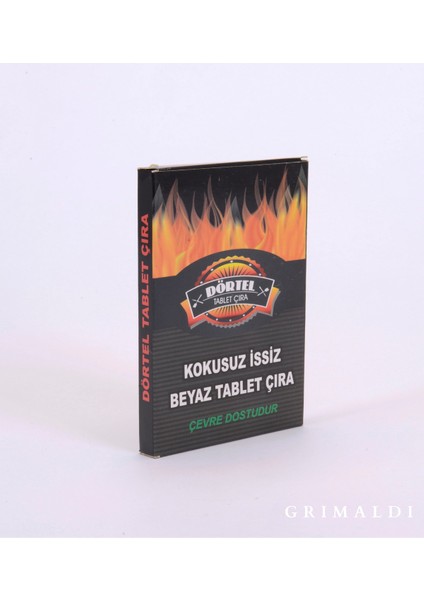 DÖRTEL TABLET ÇIRA
DÖRTEL
TABLET ÇIRA
KOKUSUZ İSSİZ
BEYAZ TABLET ÇIRA
ÇEVRE DOSTUDUR
GRIMALDI